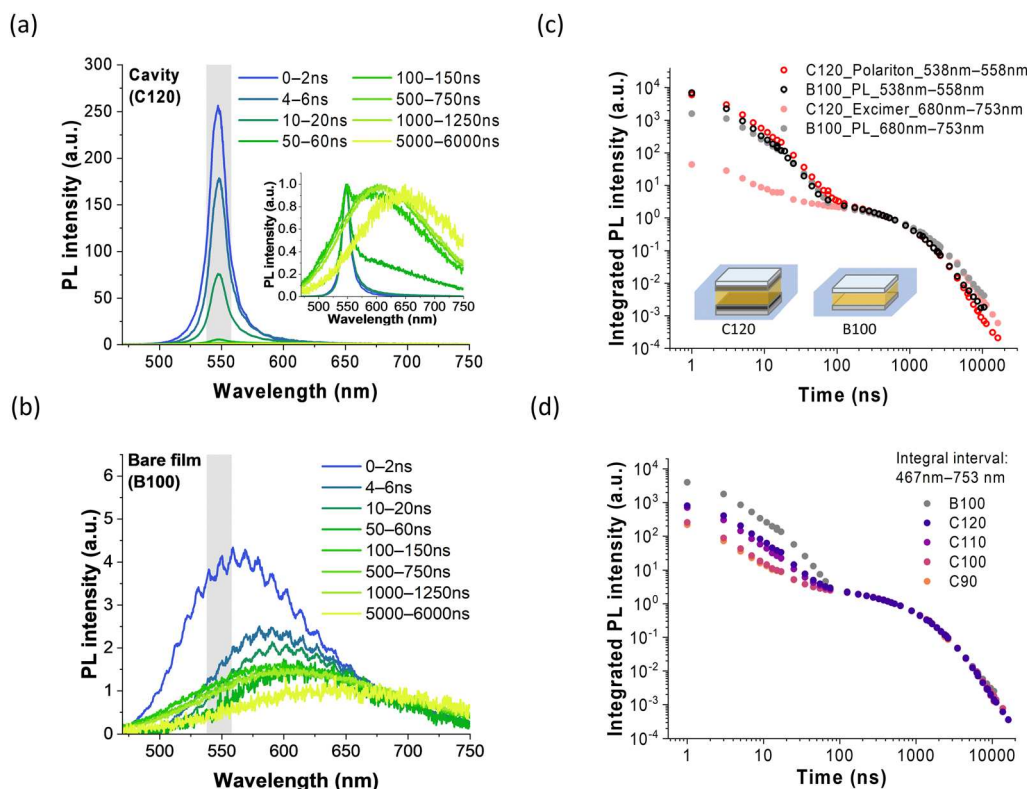 (a)
Cavity
(C120)
0–2ns
4–6ns
10–20ns
50–60ns
100–150ns
500–750ns
1000–1250ns
5000–6000ns
PL intensity (a.u.)
300
250
200
150
100
50
0
500
550
600
650
700
750
Wavelength (nm)
PL intensity (a.u.)
1.0
0.8
0.6
0.4
0.2
0.0
500 550 600 650 700 750
Wavelength (nm)
(b)
Bare film
(B100)
0–2ns
4–6ns
10–20ns
50–60ns
100–150ns
500–750ns
1000–1250ns
5000–6000ns
PL intensity (a.u.)
6
5
4
3
2
1
0
500 550 600 650 700 750
Wavelength (nm)
(c)
C120_Polariton_538nm–558nm
B100_PL_538nm–558nm
C120_Excimer_680nm–753nm
B100_PL_680nm–753nm
Integrated PL intensity (a.u.)
10^4
10^3
10^2
10^1
10^0
10^-1
10^-2
10^-3
10^-4
C120
B100
1 10 100 1000 10000
Time (ns)
(d)
Integral interval:
467nm–753 nm
B100
C120
C110
C100
C90
Integrated PL intensity (a.u.)
10^4
10^3
10^2
10^1
10^0
10^-1
10^-2
10^-3
10^-4
1 10 100 1000 10000
Time (ns)